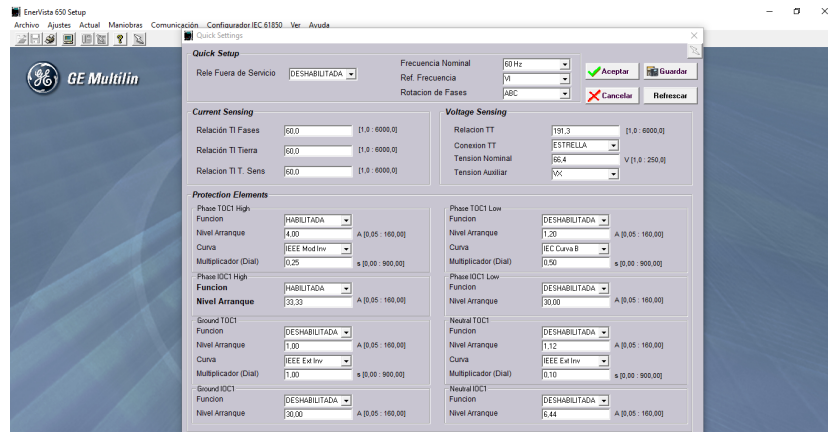 EnerVista 650 Setup
Archivo Ajustes Actual Maniobras Comunicación Configurador IEC 61850 Ver Ayuda
Quick Settings
GE Multilin
Quick Setup
Rele Fuera de Servicio DESHABILITADA
Frecuencia Nominal 60 Hz
Ref. Frecuencia VI
Rotacion de Fases ABC
Aceptar Guardar
Cancelar Refrescar
Current Sensing
Relación TI Fases 60,0 [1,0 : 6000,0]
Relación TI Tierra 60,0 [1,0 : 6000,0]
Relacion TI T. Sens 60,0 [1,0 : 6000,0]
Voltage Sensing
Relacion TT 191,3 [1,0 : 6000,0]
Conexion TT ESTRELLA
Tension Nominal 66,4 V [1,0 : 250,0]
Tension Auxiliar VX
Protection Elements
Phase TOC1 High
Funcion HABILITADA
Nivel Arranque 4,00 A [0,05 : 160,00]
Curva IEEE Mod Inv
Multiplicador (Dial) 0,25 s [0,00 : 900,00]
Phase TOC1 Low
Funcion DESHABILITADA
Nivel Arranque 1,20 A [0,05 : 160,00]
Curva IEC Curva B
Multiplicador (Dial) 0,50 s [0,00 : 900,00]
Phase IOC1 High
Funcion HABILITADA
Nivel Arranque 33,33 A [0,05 : 160,00]
Phase IOC1 Low
Funcion DESHABILITADA
Nivel Arranque 30,00 A [0,05 : 160,00]
Ground TOC1
Funcion DESHABILITADA
Nivel Arranque 1,00 A [0,05 : 160,00]
Curva IEEE Ext Inv
Multiplicador (Dial) 1,00 s [0,00 : 900,00]
Neutral TOC1
Funcion DESHABILITADA
Nivel Arranque 1,12 A [0,05 : 160,00]
Curva IEEE Ext Inv
Multiplicador (Dial) 0,10 s [0,00 : 900,00]
Ground IOC1
Funcion DESHABILITADA
Nivel Arranque 30,00 A [0,05 : 160,00]
Neutral IOC1
Funcion DESHABILITADA
Nivel Arranque 6,44 A [0,05 : 160,00]